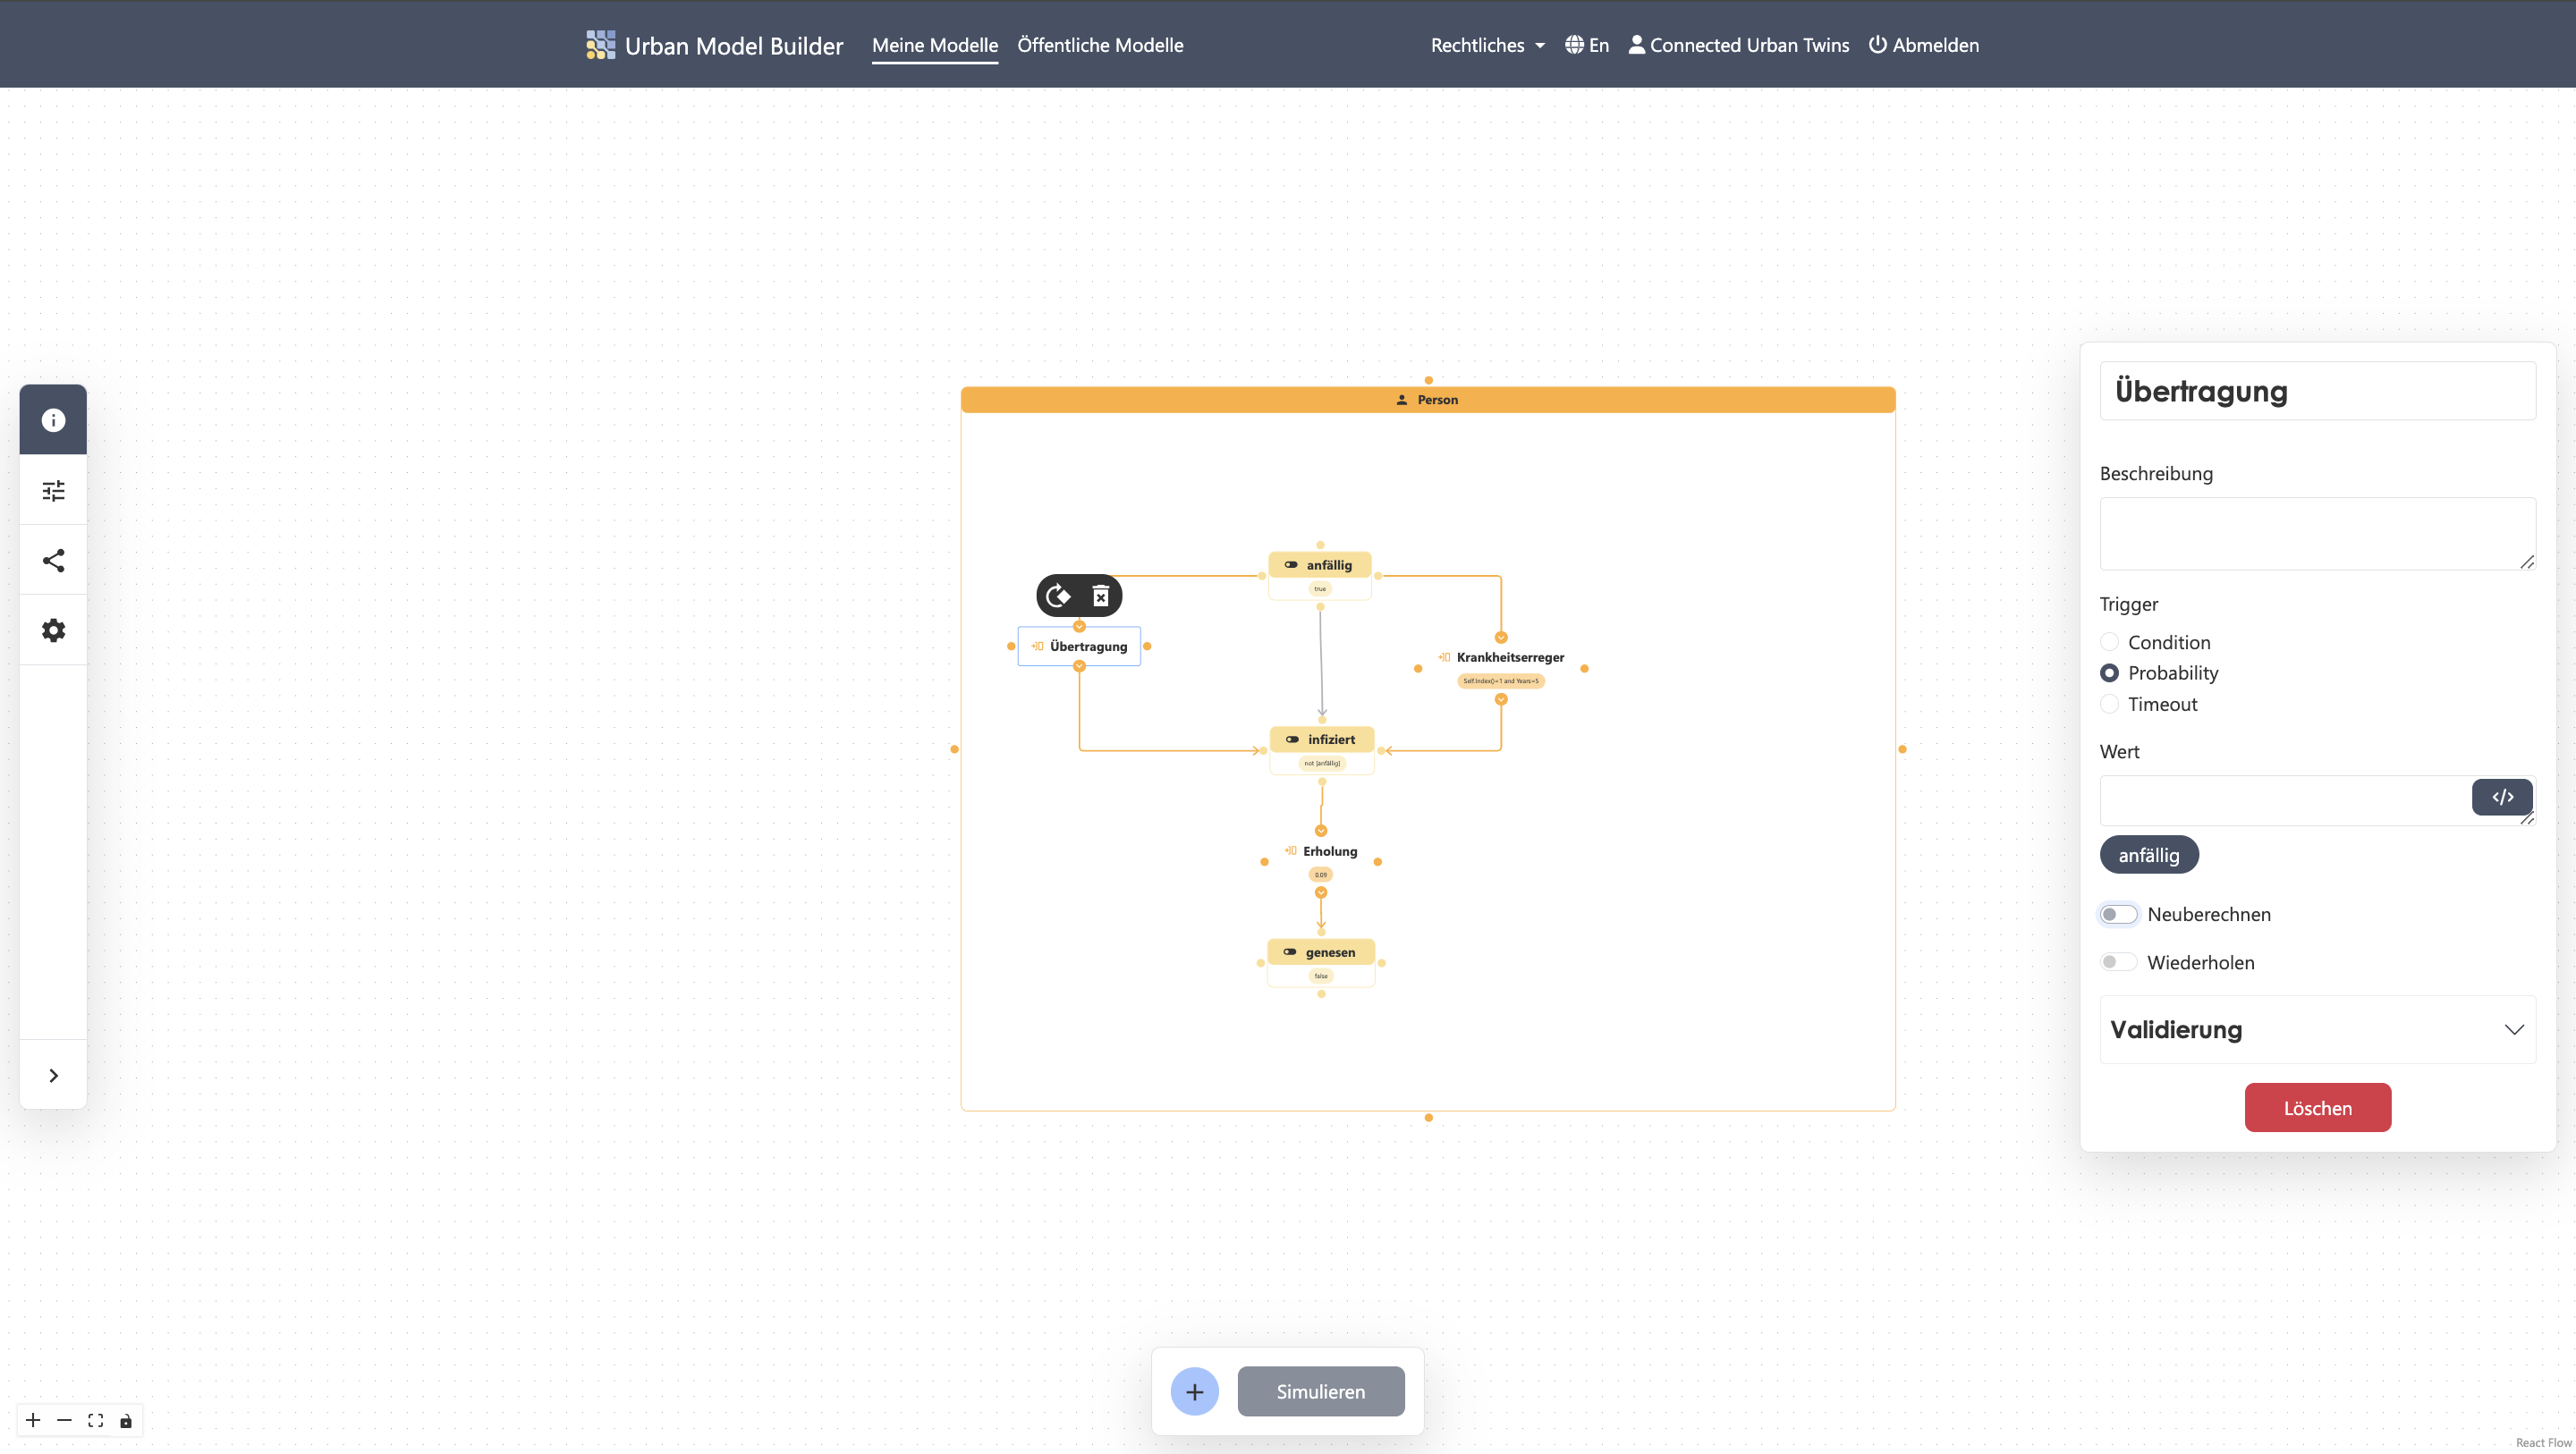 Urban Model Builder
Meine Modelle
Öffentliche Modelle
Rechtliches
En
Connected Urban Twins
Abmelden
Person
anfällig
true
Übertragung
Krankheitserreger
Self.Index()=1 and Years=5
infiziert
not [anfällig]
Erholung
0.09
genesen
false
Übertragung
Beschreibung
Trigger
Condition
Probability
Timeout
Wert
</>
anfällig
Neuberechnen
Wiederholen
Validierung
Löschen
Simulieren
React Flow